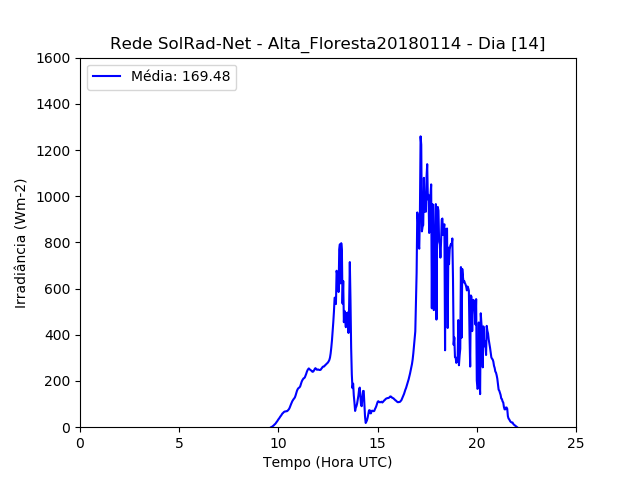 Rede SolRad-Net - Alta_Floresta20180114 - Dia [14]
Média: 169.48
1600
1400
1200
1000
800
600
400
200
0
Irradiância (Wm-2)
0 5 10 15 20 25
Tempo (Hora UTC)